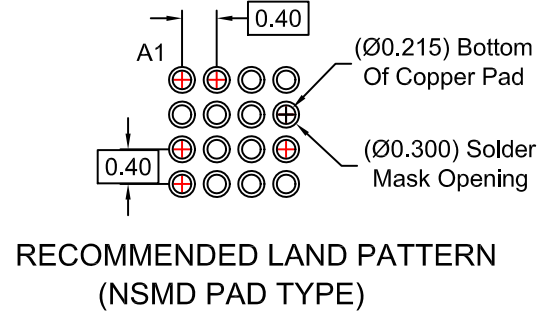 0.40
A1
(Ø0.215) Bottom
Of Copper Pad
0.40
(Ø0.300) Solder
Mask Opening
RECOMMENDED LAND PATTERN
(NSMD PAD TYPE)